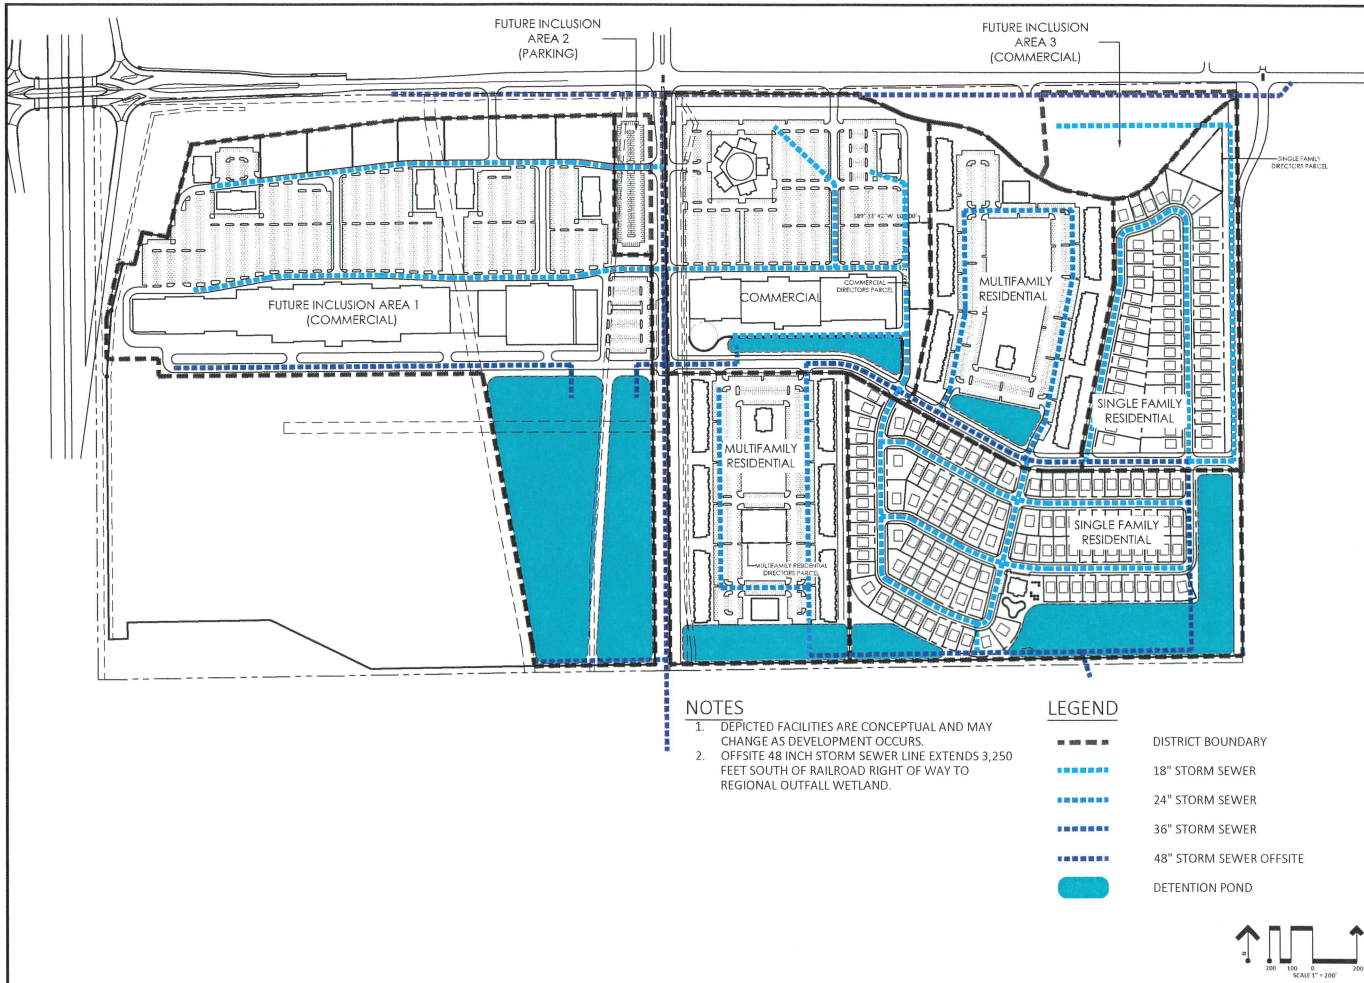 FUTURE INCLUSION
AREA 2
(PARKING)
FUTURE INCLUSION
AREA 3
(COMMERCIAL)
SINGLE FAMILY
DIRECTORS PARCEL
MULTIFAMILY
RESIDENTIAL
COMMERCIAL
DIRECTORS PARCEL
COMMERCIAL
FUTURE INCLUSION AREA 1
(COMMERCIAL)
SINGLE FAMILY
RESIDENTIAL
MULTIFAMILY
RESIDENTIAL
SINGLE FAMILY
RESIDENTIAL
MULTIFAMILY RESIDENTIAL
DIRECTORS PARCEL
NOTES
1. DEPICTED FACILITIES ARE CONCEPTUAL AND MAY
CHANGE AS DEVELOPMENT OCCURS.
2. OFFSITE 48 INCH STORM SEWER LINE EXTENDS 3,250
FEET SOUTH OF RAILROAD RIGHT OF WAY TO
REGIONAL OUTFALL WETLAND.
LEGEND
DISTRICT BOUNDARY
18" STORM SEWER
24" STORM SEWER
36" STORM SEWER
48" STORM SEWER OFFSITE
DETENTION POND
N
200 100 0 200
SCALE 1" = 200'